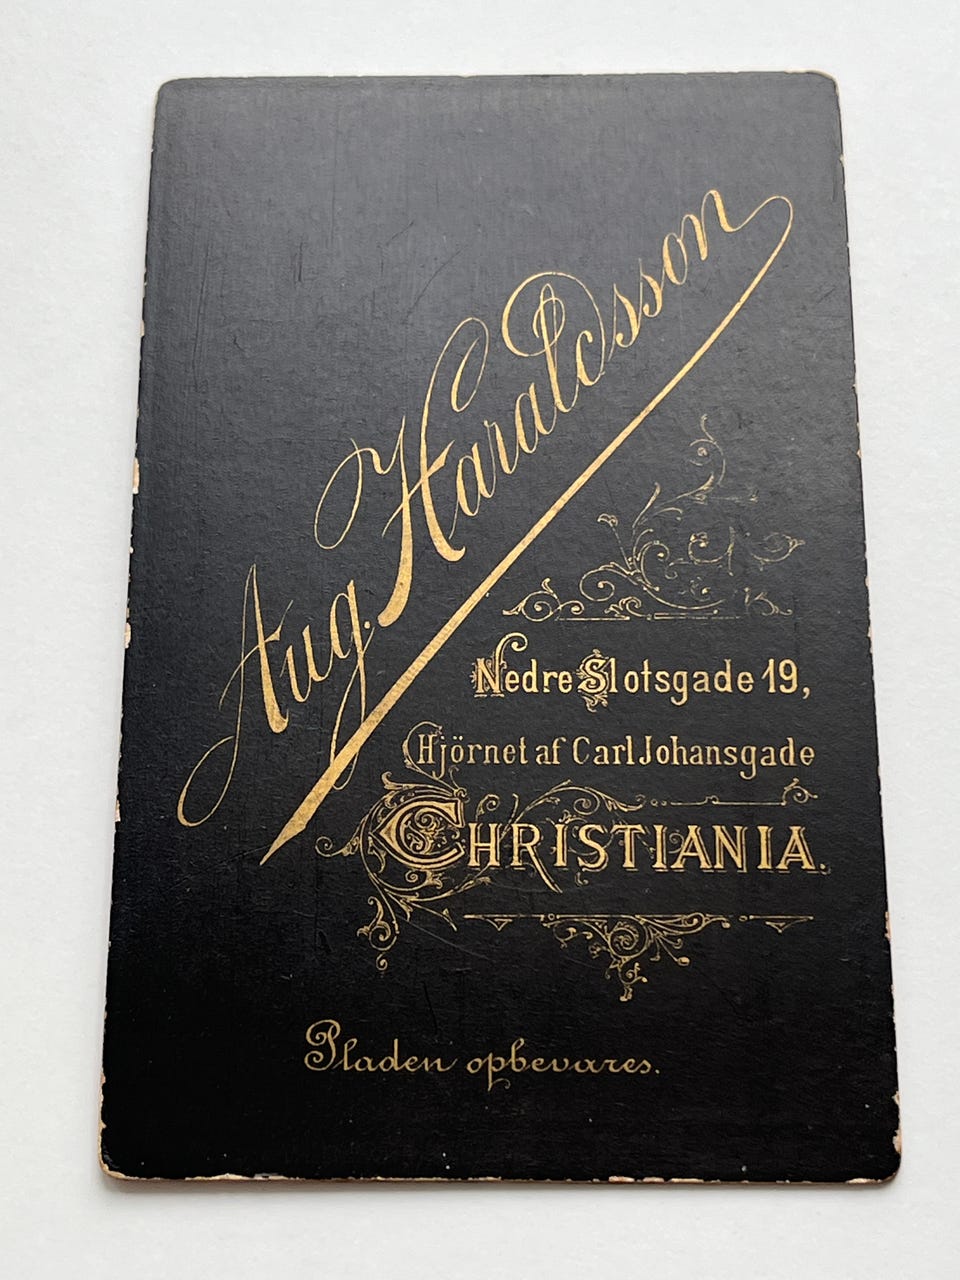 Aug. Haraldsson
Nedre Slotsgade 19,
Hjörnet af Carl Johansgade
CHRISTIANIA.
Pladen opbevares.